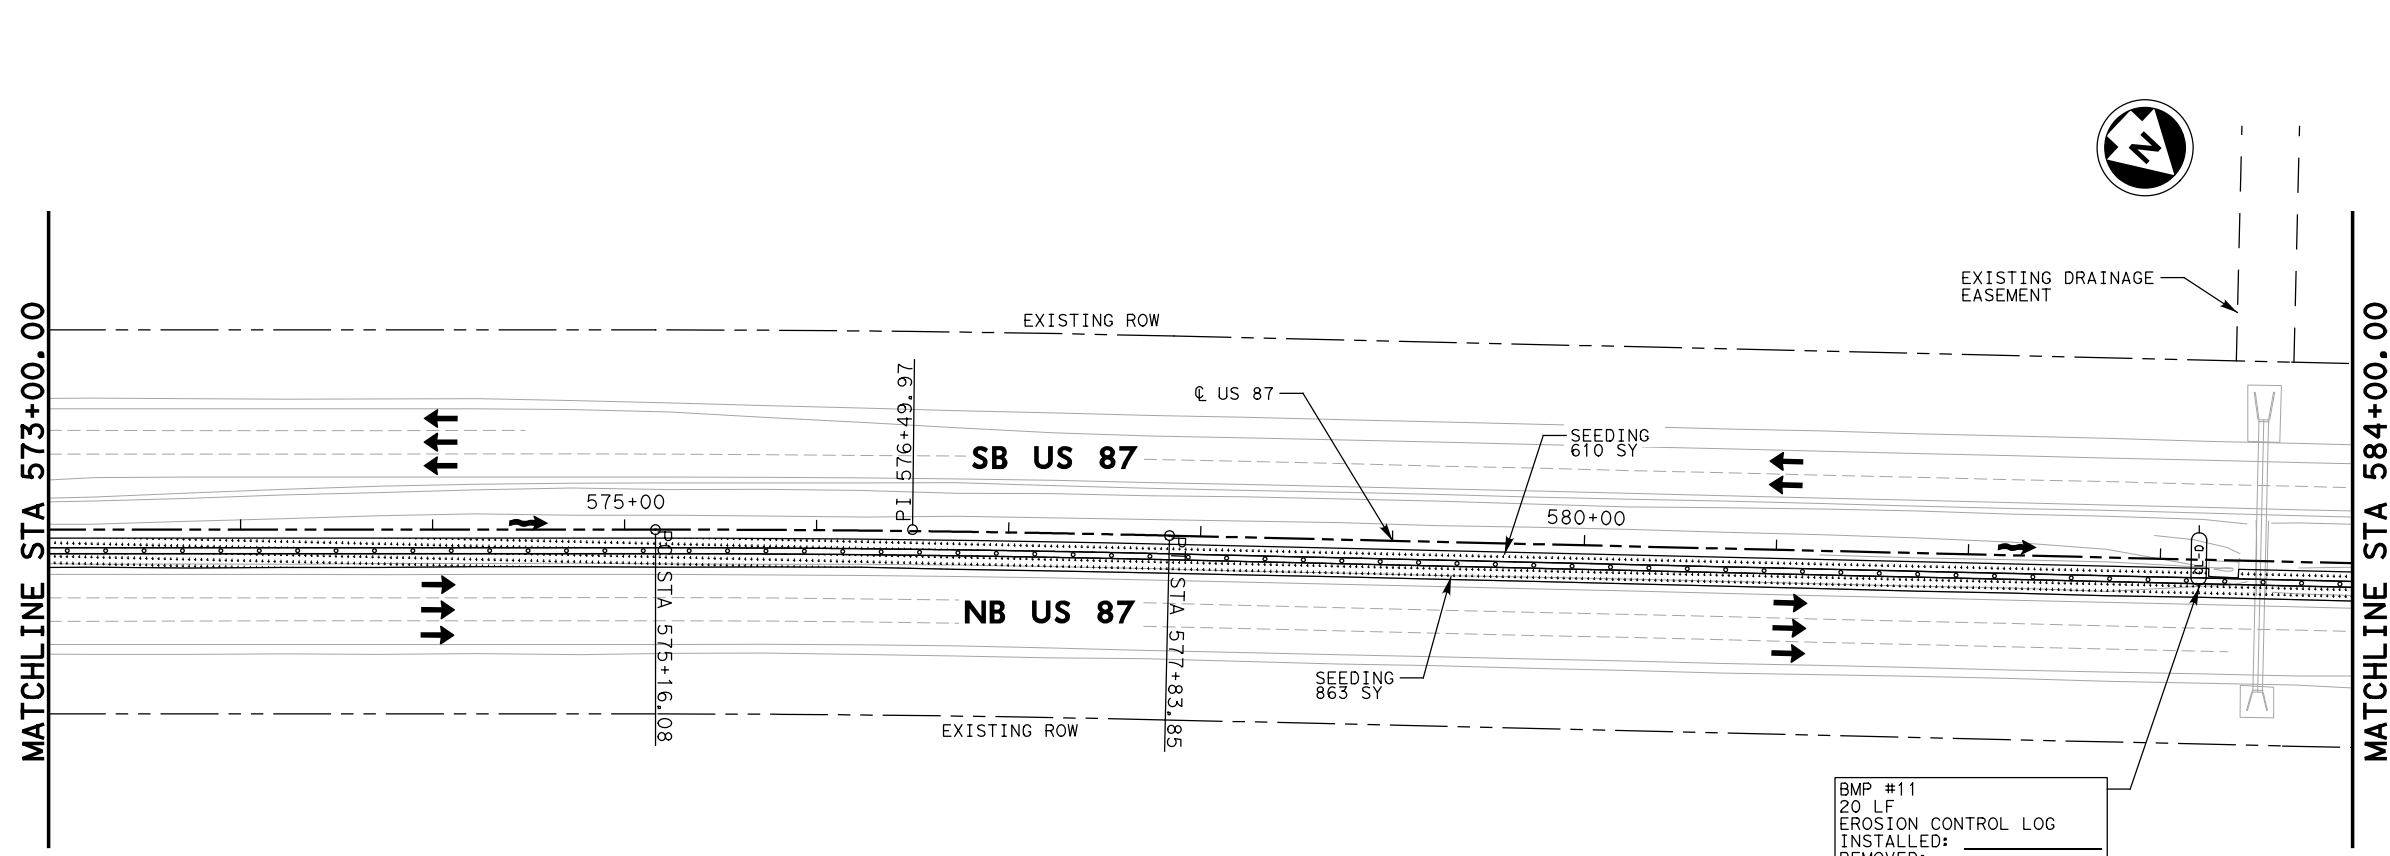 N
EXISTING DRAINAGE
EASEMENT
MATCHLINE STA 573+00.00
MATCHLINE STA 584+00.00
EXISTING ROW
PI 576+49.97
℄ US 87
SEEDING
610 SY
SB US 87
575+00
580+00
CL-D
PC STA 575+16.08
PT STA 577+83.85
NB US 87
SEEDING
863 SY
EXISTING ROW
BMP #11
20 LF
EROSION CONTROL LOG
INSTALLED:
REMOVED: